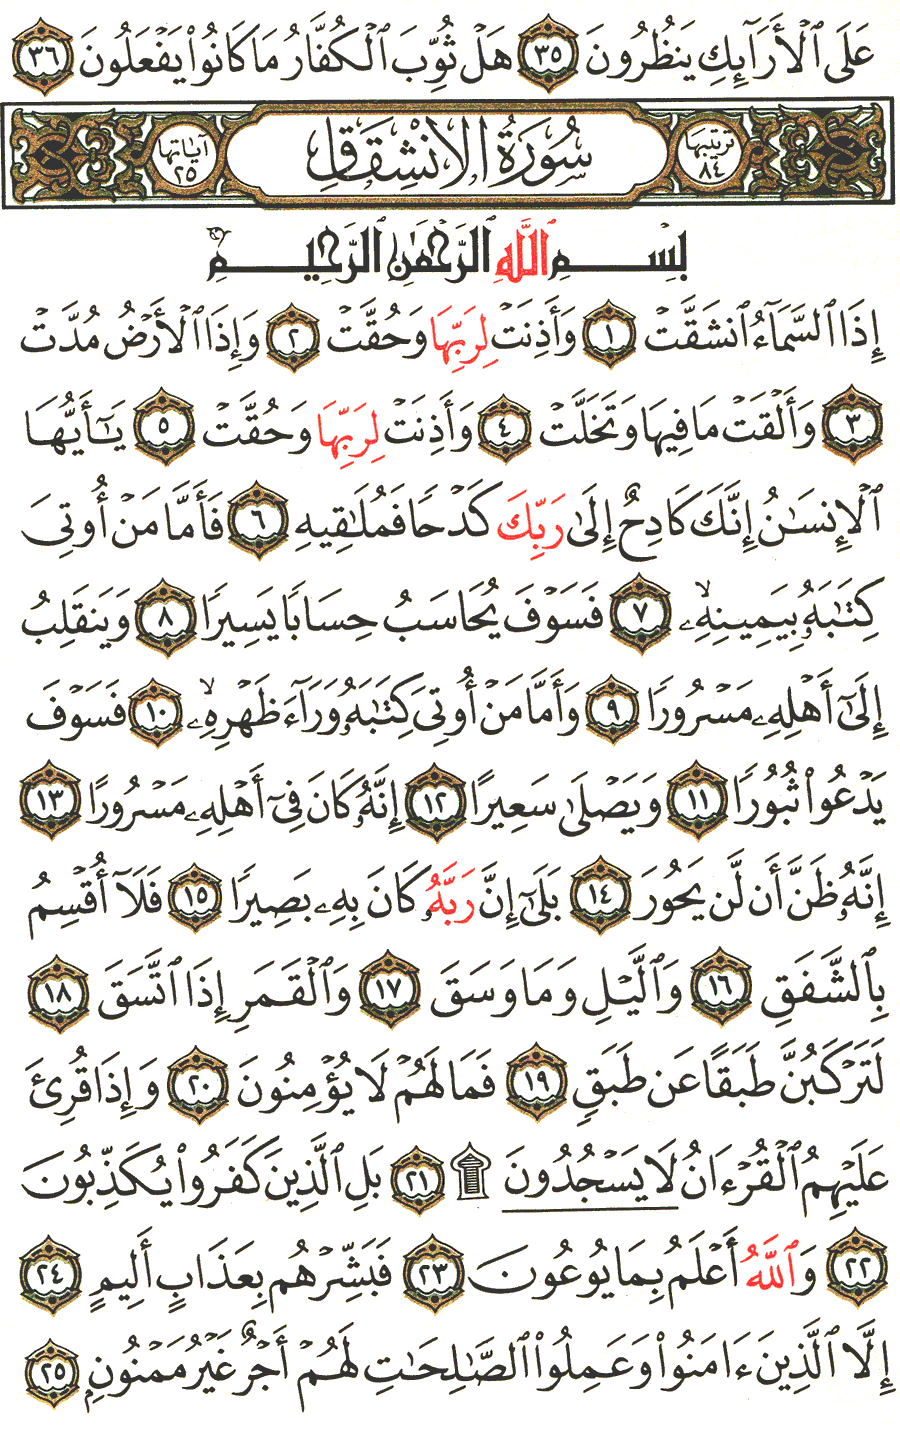 عَلَى ٱلْأَرَآئِكِ يَنظُرُونَ ٣٥ هَلْ ثُوِّبَ ٱلْكُفَّارُ مَا كَانُوا۟ يَفْعَلُونَ ٣٦
ترتيبها ٨٤ سُورَةُ الِانْشِقَاقِ آياتها ٢٥
بِسْمِ ٱللَّهِ ٱلرَّحْمَٰنِ ٱلرَّحِيمِ
إِذَا ٱلسَّمَآءُ ٱنشَقَّتْ ١ وَأَذِنَتْ لِرَبِّهَا وَحُقَّتْ ٢ وَإِذَا ٱلْأَرْضُ مُدَّتْ
٣ وَأَلْقَتْ مَا فِيهَا وَتَخَلَّتْ ٤ وَأَذِنَتْ لِرَبِّهَا وَحُقَّتْ ٥ يَٰٓأَيُّهَا
ٱلْإِنسَٰنُ إِنَّكَ كَادِحٌ إِلَىٰ رَبِّكَ كَدْحًا فَمُلَٰقِيهِ ٦ فَأَمَّا مَنْ أُوتِىَ
كِتَٰبَهُۥ بِيَمِينِهِۦ ٧ فَسَوْفَ يُحَاسَبُ حِسَابًا يَسِيرًا ٨ وَيَنقَلِبُ
إِلَىٰٓ أَهْلِهِۦ مَسْرُورًا ٩ وَأَمَّا مَنْ أُوتِىَ كِتَٰبَهُۥ وَرَآءَ ظَهْرِهِۦ ١٠ فَسَوْفَ
يَدْعُوا۟ ثُبُورًا ١١ وَيَصْلَىٰ سَعِيرًا ١٢ إِنَّهُۥ كَانَ فِىٓ أَهْلِهِۦ مَسْرُورًا ١٣
إِنَّهُۥ ظَنَّ أَن لَّن يَحُورَ ١٤ بَلَىٰٓ إِنَّ رَبَّهُۥ كَانَ بِهِۦ بَصِيرًا ١٥ فَلَآ أُقْسِمُ
بِٱلشَّفَقِ ١٦ وَٱلَّيْلِ وَمَا وَسَقَ ١٧ وَٱلْقَمَرِ إِذَا ٱتَّسَقَ ١٨
لَتَرْكَبُنَّ طَبَقًا عَن طَبَقٍ ١٩ فَمَا لَهُمْ لَا يُؤْمِنُونَ ٢٠ وَإِذَا قُرِئَ
عَلَيْهِمُ ٱلْقُرْءَانُ لَا يَسْجُدُونَ ۩ ٢١ بَلِ ٱلَّذِينَ كَفَرُوا۟ يُكَذِّبُونَ
٢٢ وَٱللَّهُ أَعْلَمُ بِمَا يُوعُونَ ٢٣ فَبَشِّرْهُم بِعَذَابٍ أَلِيمٍ ٢٤
إِلَّا ٱلَّذِينَ ءَامَنُوا۟ وَعَمِلُوا۟ ٱلصَّٰلِحَٰتِ لَهُمْ أَجْرٌ غَيْرُ مَمْنُونٍۭ ٢٥